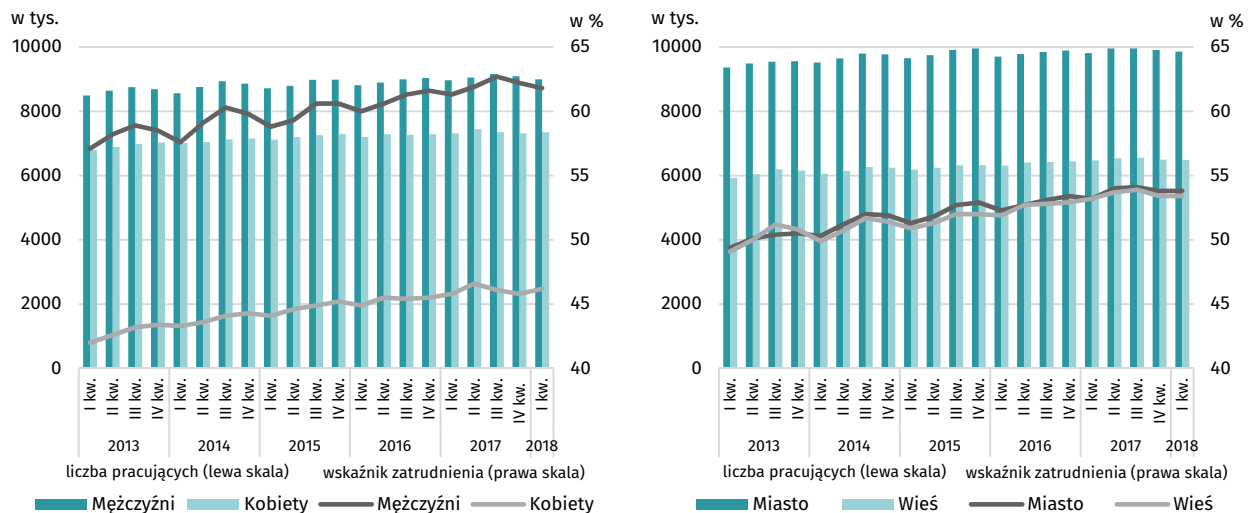 w tys.
w %
10000
8000
6000
4000
2000
0
65
60
55
50
45
40
I kw. II kw. III kw. IV kw. I kw. II kw. III kw. IV kw. I kw. II kw. III kw. IV kw. I kw. II kw. III kw. IV kw. I kw. II kw. III kw. IV kw. I kw.
2013 2014 2015 2016 2017 2018
liczba pracujących (lewa skala) wskaźnik zatrudnienia (prawa skala)
Mężczyźni Kobiety Mężczyźni Kobiety
w tys.
w %
10000
8000
6000
4000
2000
0
65
60
55
50
45
40
I kw. II kw. III kw. IV kw. I kw. II kw. III kw. IV kw. I kw. II kw. III kw. IV kw. I kw. II kw. III kw. IV kw. I kw. II kw. III kw. IV kw. I kw.
2013 2014 2015 2016 2017 2018
liczba pracujących (lewa skala) wskaźnik zatrudnienia (prawa skala)
Miasto Wieś Miasto Wieś